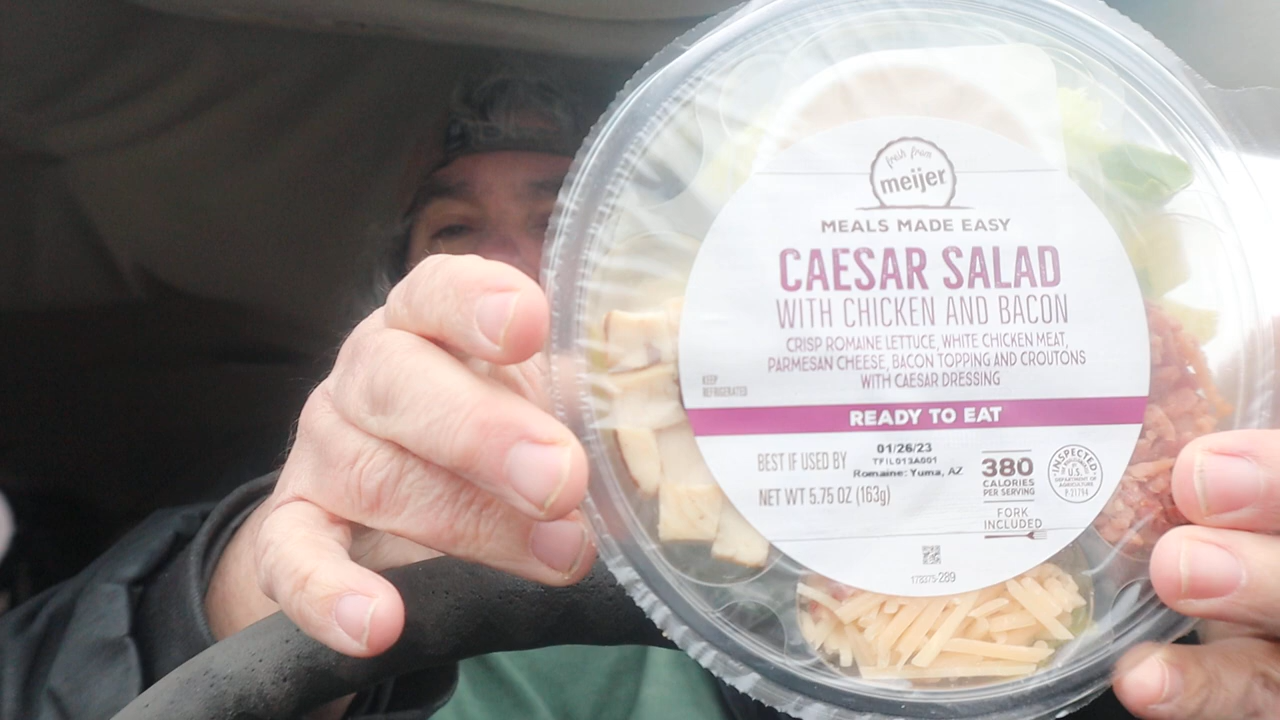 fresh from
meijer
MEALS MADE EASY
CAESAR SALAD
WITH CHICKEN AND BACON
CRISP ROMAINE LETTUCE, WHITE CHICKEN MEAT,
PARMESAN CHEESE, BACON TOPPING AND CROUTONS
WITH CAESAR DRESSING
KEEP
REFRIGERATED
READY TO EAT
BEST IF USED BY
01/26/23
TFIL013A001
Romaine: Yuma, AZ
NET WT 5.75 OZ (163g)
380
CALORIES
PER SERVING
FORK
INCLUDED
INSPECTED
U.S.
DEPARTMENT OF
AGRICULTURE
P-21794
178375-289